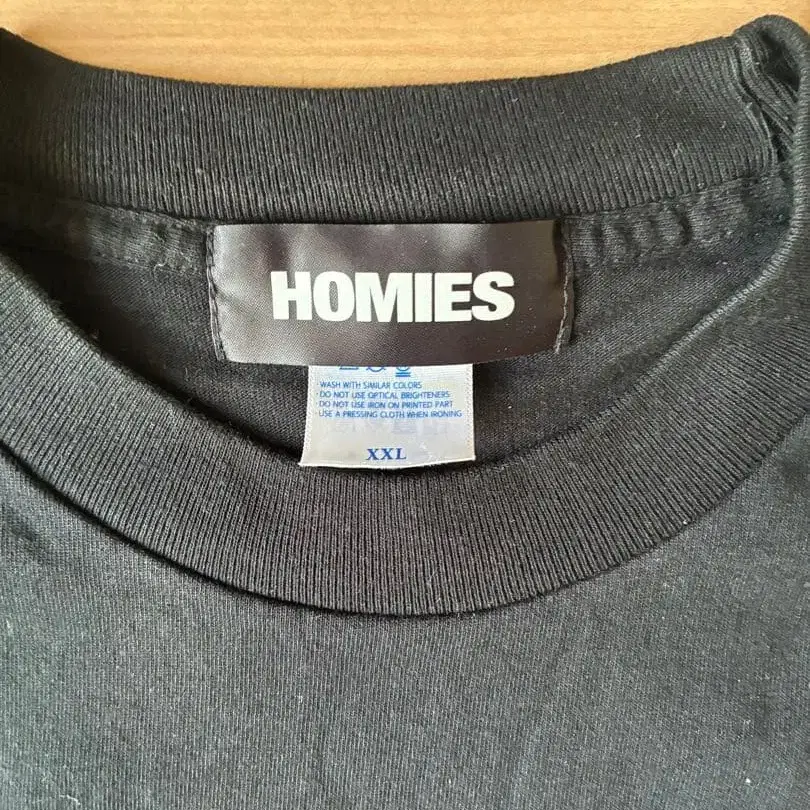 HOMIES
WASH WITH SIMILAR COLORS
· DO NOT USE OPTICAL BRIGHTENERS
· DO NOT USE IRON ON PRINTED PART
· USE A PRESSING CLOTH WHEN IRONING
XXL